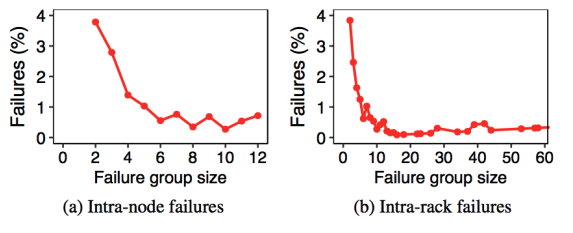 Failures (%)
4
3
2
1
0
0 2 4 6 8 10 12
Failure group size
(a) Intra-node failures
Failures (%)
4
3
2
1
0
0 10 20 30 40 50 60
Failure group size
(b) Intra-rack failures